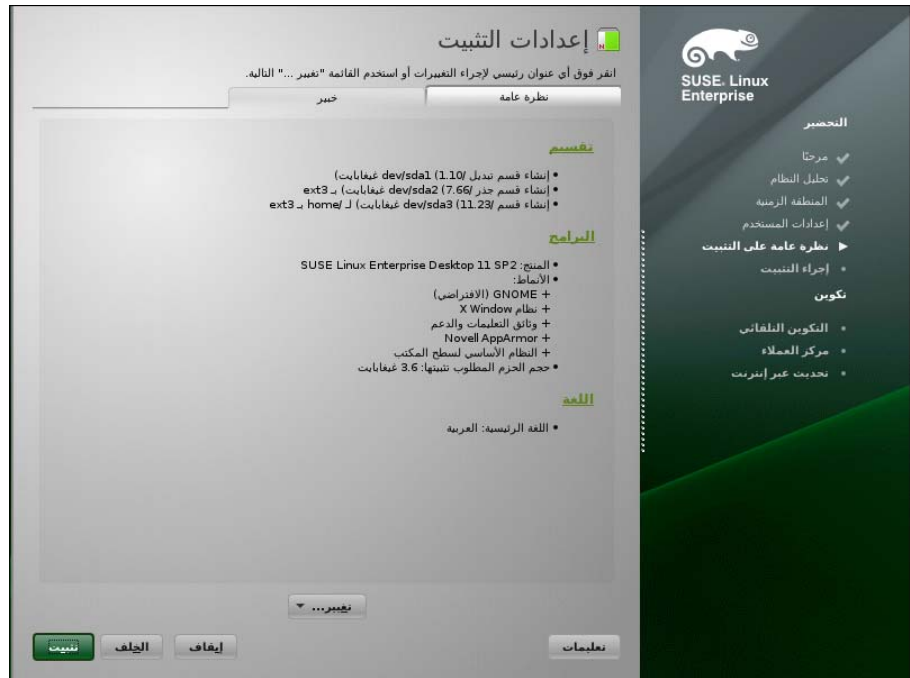 إعدادات التثبيت
انقر فوق أي عنوان رئيسي لإجراء التغييرات أو استخدم القائمة "تغيير ..." التالية.
نظرة عامة
خبير
تقسيم
• إنشاء قسم تبديل /dev/sda1 (1.10 غيغابايت)
• إنشاء قسم جذر /dev/sda2 (7.66 غيغابايت) بـ ext3
• إنشاء قسم /dev/sda3 (11.23 غيغابايت) لـ /home بـ ext3
البرامج
• المنتج: SUSE Linux Enterprise Desktop 11 SP2
• الأنماط:
+ GNOME (الافتراضي)
+ نظام X Window
+ وثائق التعليمات والدعم
+ Novell AppArmor
+ النظام الأساسي لسطح المكتب
• حجم الحزم المطلوب تثبيتها: 3.6 غيغابايت
اللغة
• اللغة الرئيسية: العربية
تغيير...
تعليمات
إيقاف
الخلف
تثبيت
SUSE. Linux
Enterprise
التحضير
مرحبًا
تحليل النظام
المنطقة الزمنية
إعدادات المستخدم
نظرة عامة على التثبيت
إجراء التثبيت
تكوين
التكوين التلقائي
مركز العملاء
تحديث عبر إنترنت